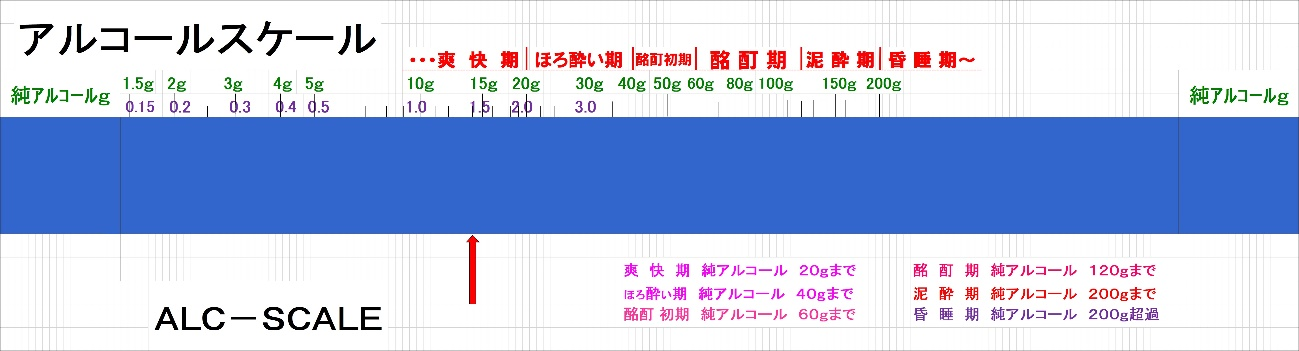 アルコールスケール
・・・爽 快 期 ほろ酔い期 酩酊初期 酩 酊 期 泥 酔 期 昏 睡 期～
純アルコールg 1.5g 2g 3g 4g 5g 10g 15g 20g 30g 40g 50g 60g 80g 100g 150g 200g 純アルコールg
0.15 0.2 0.3 0.4 0.5 1.0 1.5 2.0 3.0
爽 快 期 純アルコール 20gまで
ほろ酔い期 純アルコール 40gまで
酩酊 初期 純アルコール 60gまで
酩 酊 期 純アルコール 120gまで
泥 酔 期 純アルコール 200gまで
昏 睡 期 純アルコール 200g超過
ALC－SCALE